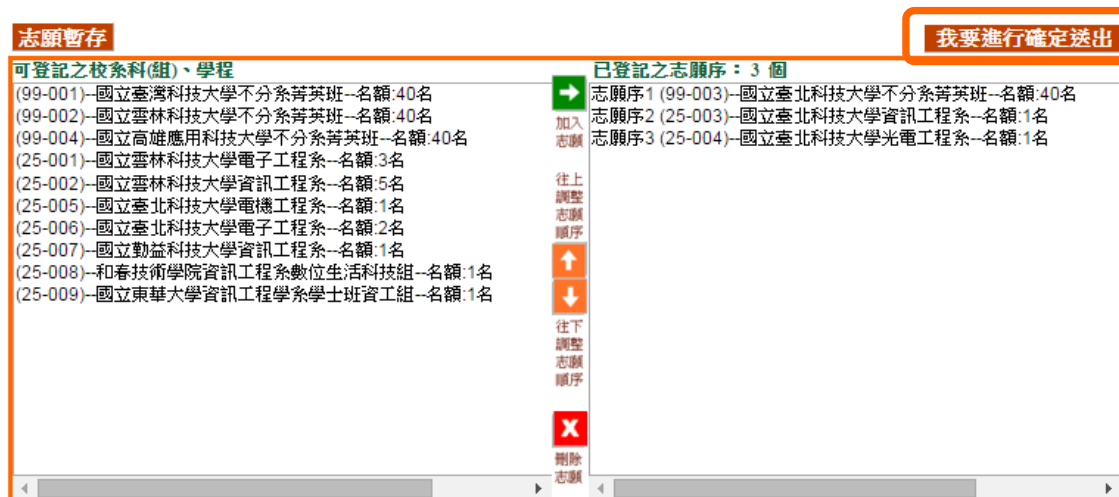 志願暫存
我要進行確定送出
可登記之校系科(組)、學程
(99-001)--國立臺灣科技大學不分系菁英班--名額:40名
(99-002)--國立雲林科技大學不分系菁英班--名額:40名
(99-004)--國立高雄應用科技大學不分系菁英班--名額:40名
(25-001)--國立雲林科技大學電子工程系--名額:3名
(25-002)--國立雲林科技大學資訊工程系--名額:5名
(25-005)--國立臺北科技大學電機工程系--名額:1名
(25-006)--國立臺北科技大學電子工程系--名額:2名
(25-007)--國立勤益科技大學資訊工程系--名額:1名
(25-008)--和春技術學院資訊工程系數位生活科技組--名額:1名
(25-009)--國立東華大學資訊工程學系學士班資工組--名額:1名
加入
志願
往上
調整
志願
順序
往下
調整
志願
順序
X
刪除
志願
已登記之志願序：3 個
志願序1 (99-003)--國立臺北科技大學不分系菁英班--名額:40名
志願序2 (25-003)--國立臺北科技大學資訊工程系--名額:1名
志願序3 (25-004)--國立臺北科技大學光電工程系--名額:1名